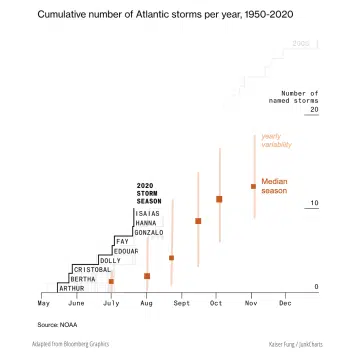 Cumulative number of Atlantic storms per year, 1950-2020
2005
Number of
named storms
20
yearly
variability
Median
season
2020
STORM
SEASON
ISAIAS
HANNA
10
GONZALO
FAY
EDOUARD
DOLLY
CRISTOBAL
BERTHA
ARTHUR
0
May June July Aug Sept Oct Nov Dec
Source: NOAA
Adapted from Bloomberg Graphics
Kaiser Fung / JunkCharts